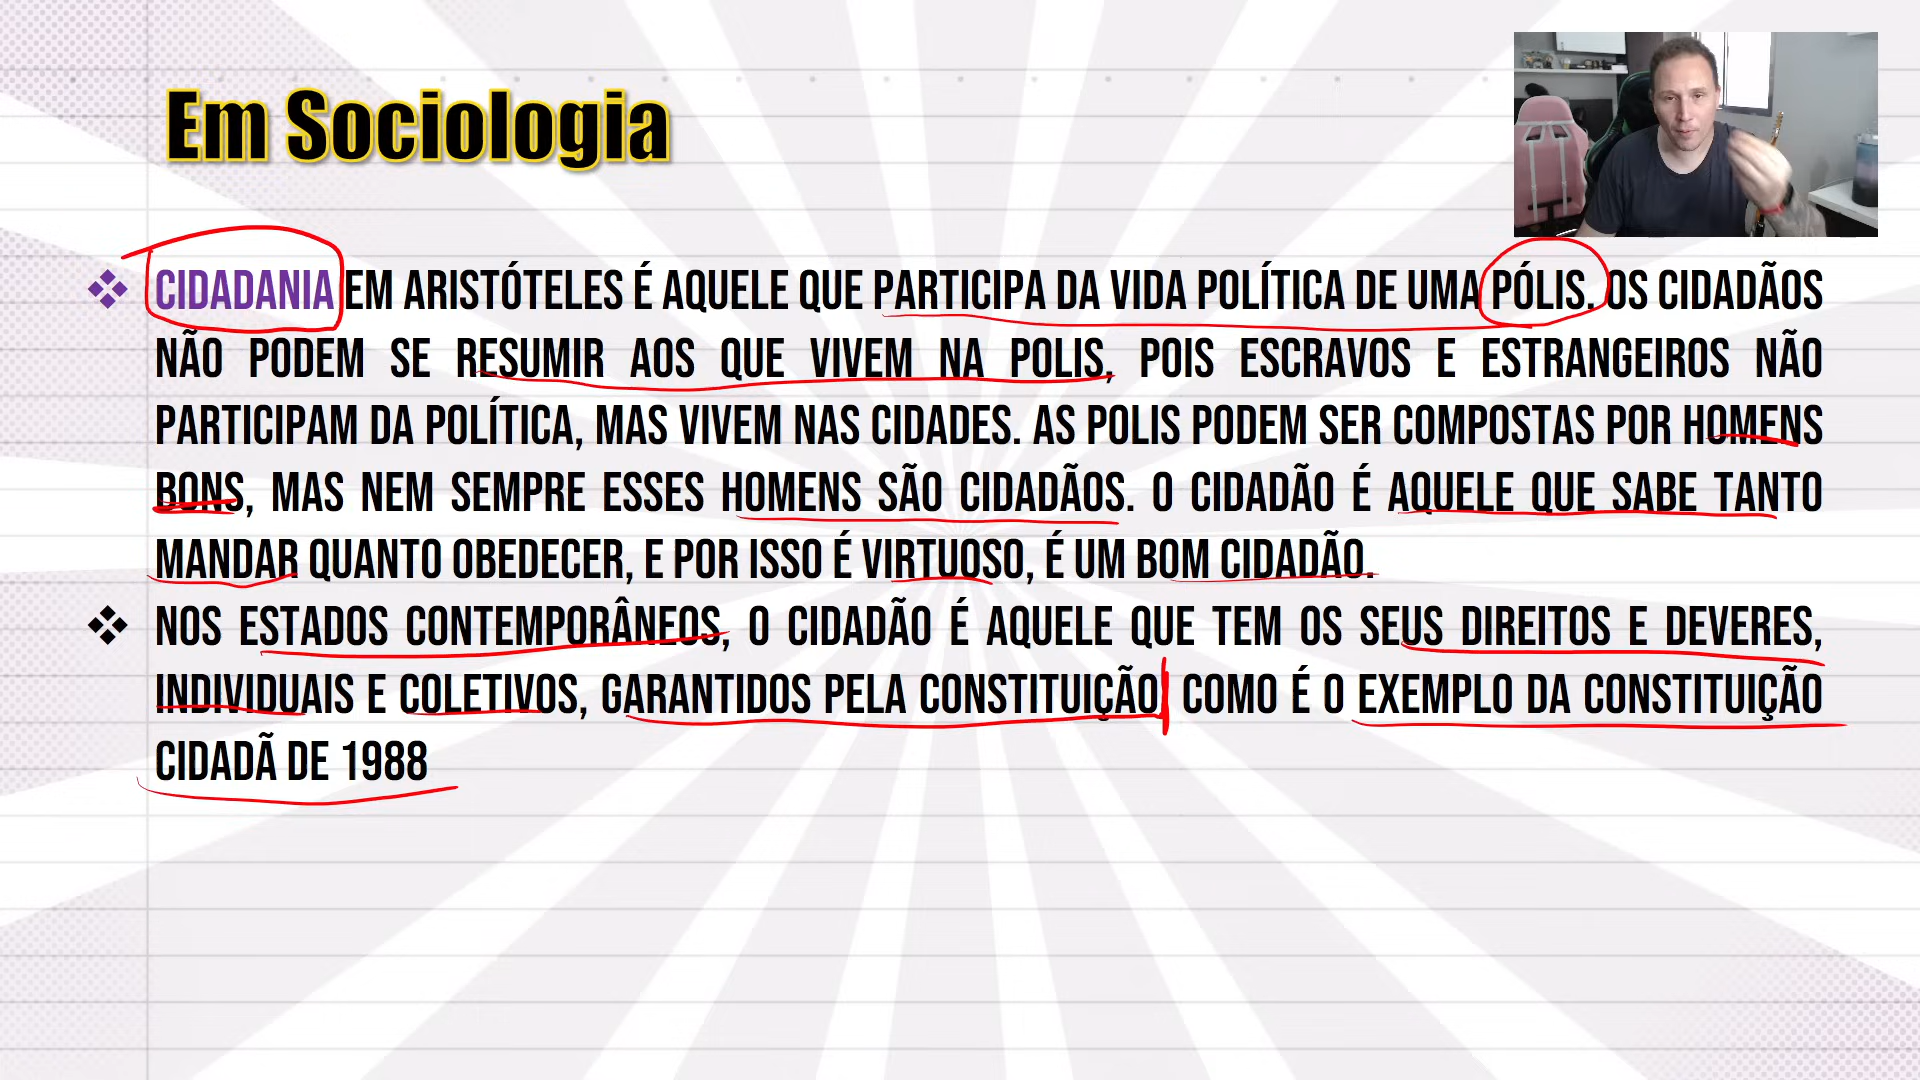 Em Sociologia
CIDADANIA EM ARISTÓTELES É AQUELE QUE PARTICIPA DA VIDA POLÍTICA DE UMA PÓLIS. OS CIDADÃOS
NÃO PODEM SE RESUMIR AOS QUE VIVEM NA POLIS, POIS ESCRAVOS E ESTRANGEIROS NÃO
PARTICIPAM DA POLÍTICA, MAS VIVEM NAS CIDADES. AS POLIS PODEM SER COMPOSTAS POR HOMENS
BONS, MAS NEM SEMPRE ESSES HOMENS SÃO CIDADÃOS. O CIDADÃO É AQUELE QUE SABE TANTO
MANDAR QUANTO OBEDECER, E POR ISSO É VIRTUOSO, É UM BOM CIDADÃO.
NOS ESTADOS CONTEMPORÂNEOS, O CIDADÃO É AQUELE QUE TEM OS SEUS DIREITOS E DEVERES,
INDIVIDUAIS E COLETIVOS, GARANTIDOS PELA CONSTITUIÇÃO, COMO É O EXEMPLO DA CONSTITUIÇÃO
CIDADÃ DE 1988